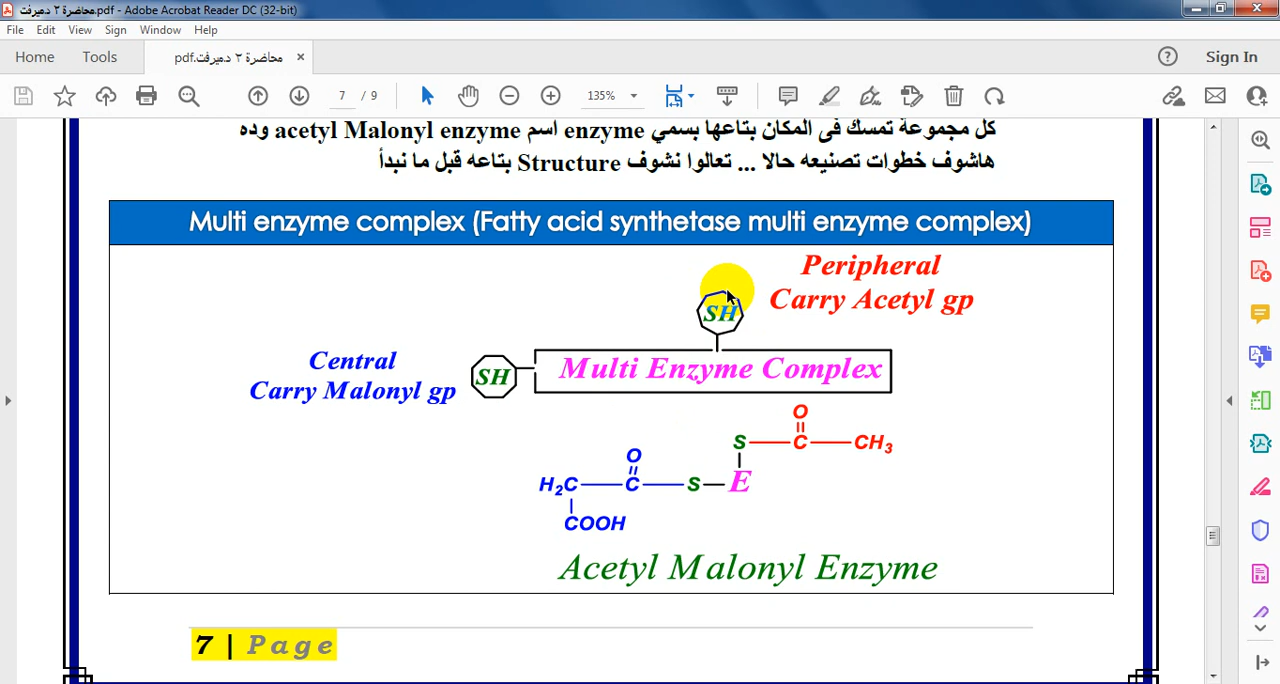 محاضرة ٢ د.ميرفت.pdf - Adobe Acrobat Reader DC (32-bit)
File Edit View Sign Window Help
Home Tools محاضرة ٢ د.ميرفت.pdf × Sign In
7 / 9 135%
كل مجموعة تمسك فى المكان بتاعها بسمي enzyme اسم acetyl Malonyl enzyme وده
هاشوف خطوات تصنيعه حالا ... تعالوا نشوف Structure بتاعه قبل ما نبدأ
Multi enzyme complex (Fatty acid synthetase multi enzyme complex)
Peripheral
Carry Acetyl gp
SH
Central
Carry Malonyl gp
SH
Multi Enzyme Complex
O
S C CH3
O
H2C C S E
COOH
Acetyl Malonyl Enzyme
7 | Page